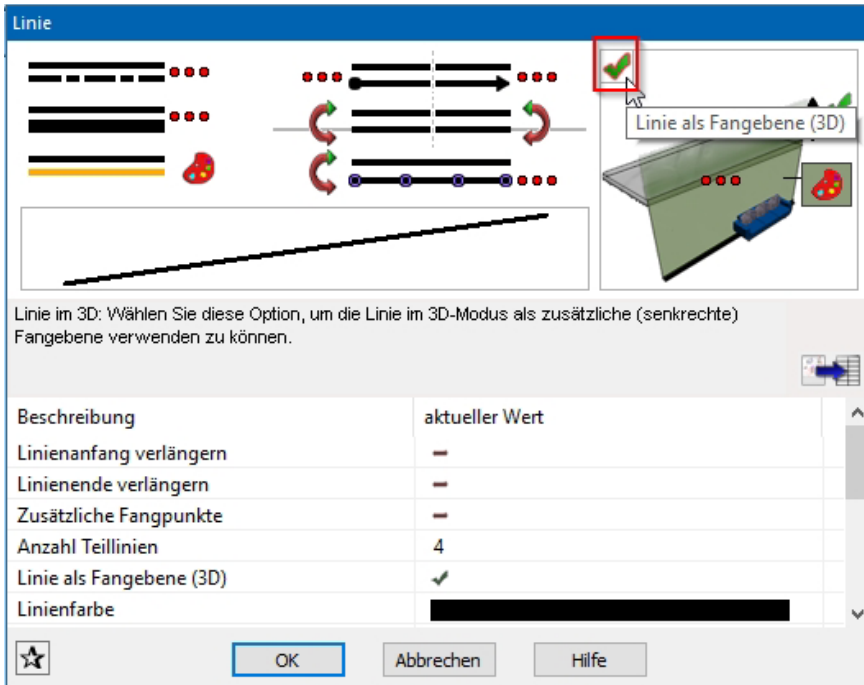 Linie
Linie als Fangebene (3D)
Linie im 3D: Wählen Sie diese Option, um die Linie im 3D-Modus als zusätzliche (senkrechte)
Fangebene verwenden zu können.
Beschreibung aktueller Wert
Linienanfang verlängern
Linienende verlängern
Zusätzliche Fangpunkte
Anzahl Teillinien 4
Linie als Fangebene (3D)
Linienfarbe
OK Abbrechen Hilfe